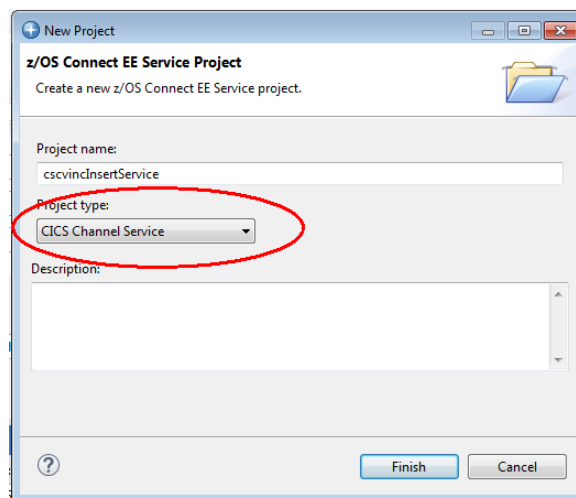 New Project
z/OS Connect EE Service Project
Create a new z/OS Connect EE Service project.
Project name:
cscvincInsertService
Project type:
CICS Channel Service
Description:
?
Finish
Cancel